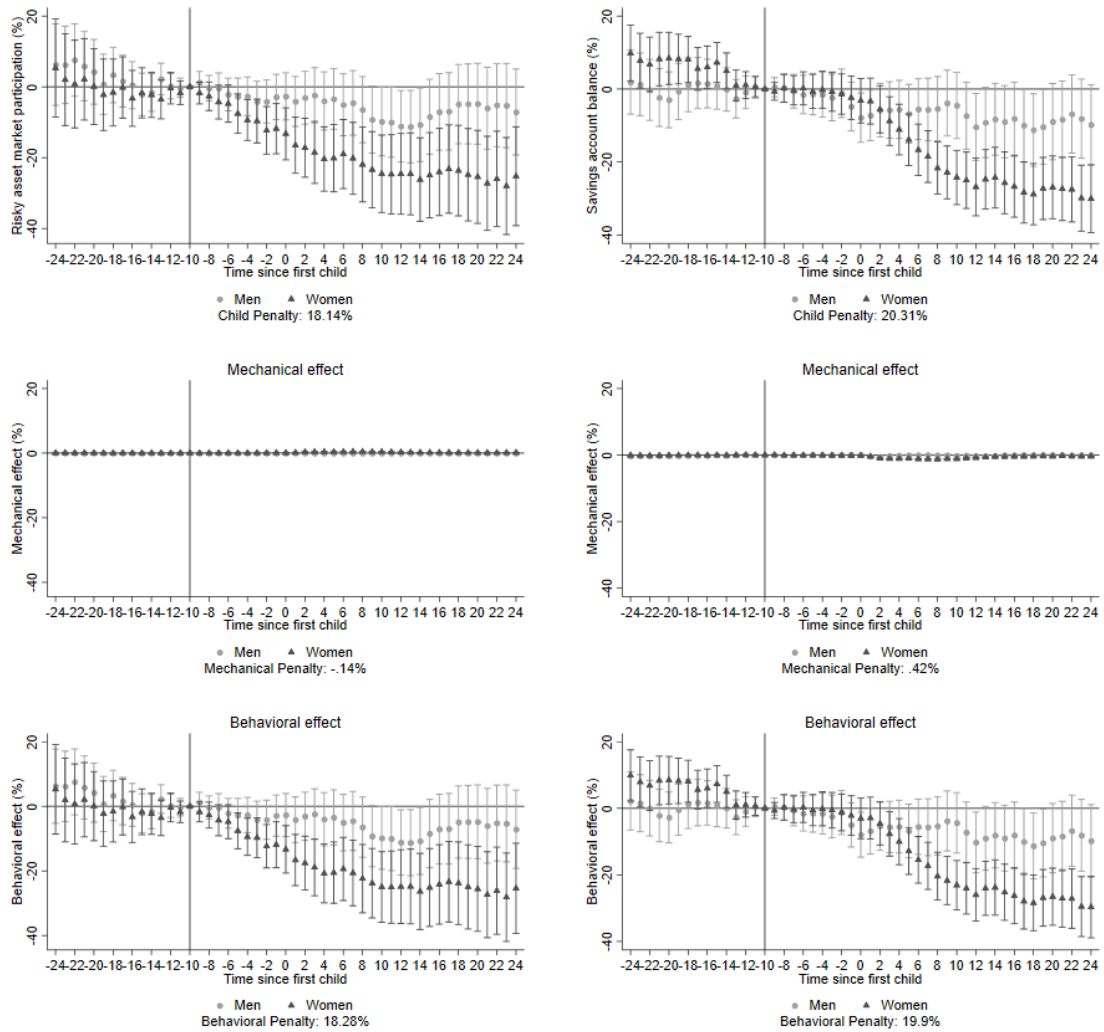 20
0
-20
-40
Risky asset market participation (%)
-24-22-20-18-16-14-12-10 -8 -6 -4 -2 0 2 4 6 8 10 12 14 16 18 20 22 24
Time since first child
Men Women
Child Penalty: 18.14%
20
0
-20
-40
Savings account balance (%)
-24-22-20-18-16-14-12-10 -8 -6 -4 -2 0 2 4 6 8 10 12 14 16 18 20 22 24
Time since first child
Men Women
Child Penalty: 20.31%
Mechanical effect
20
0
-20
-40
Mechanical effect (%)
-24-22-20-18-16-14-12-10 -8 -6 -4 -2 0 2 4 6 8 10 12 14 16 18 20 22 24
Time since first child
Men Women
Mechanical Penalty: -.14%
Mechanical effect
20
0
-20
-40
Mechanical effect (%)
-24-22-20-18-16-14-12-10 -8 -6 -4 -2 0 2 4 6 8 10 12 14 16 18 20 22 24
Time since first child
Men Women
Mechanical Penalty: .42%
Behavioral effect
20
0
-20
-40
Behavioral effect (%)
-24-22-20-18-16-14-12-10 -8 -6 -4 -2 0 2 4 6 8 10 12 14 16 18 20 22 24
Time since first child
Men Women
Behavioral Penalty: 18.28%
Behavioral effect
20
0
-20
-40
Behavioral effect (%)
-24-22-20-18-16-14-12-10 -8 -6 -4 -2 0 2 4 6 8 10 12 14 16 18 20 22 24
Time since first child
Men Women
Behavioral Penalty: 19.9%